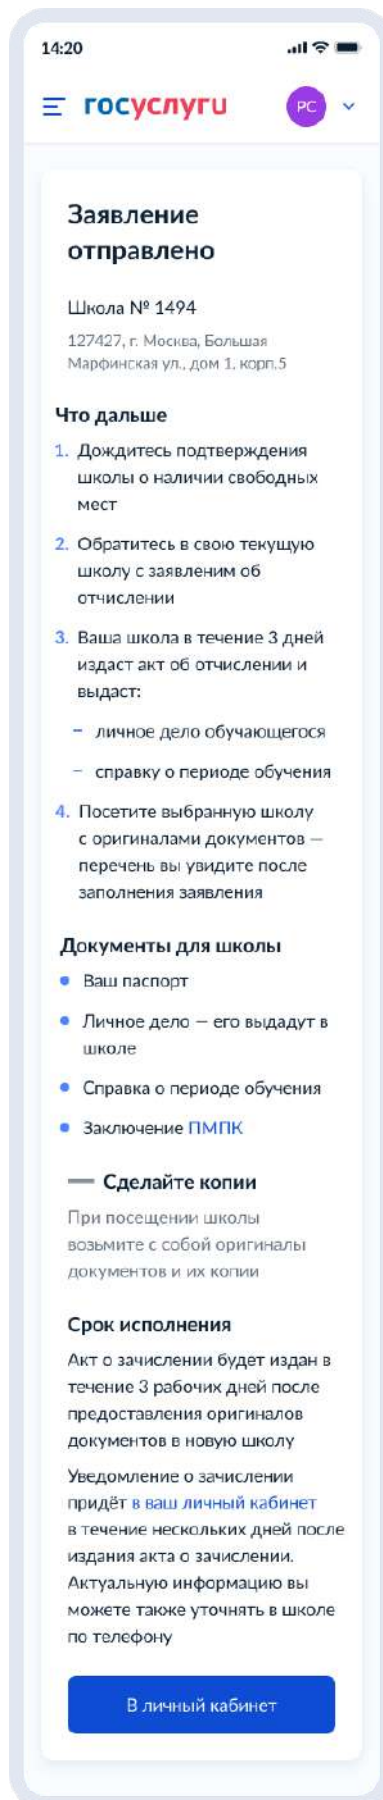 14:20
госуслуги
РС
Заявление
отправлено
Школа № 1494
127427, г. Москва, Большая
Марфинская ул., дом 1, корп.5
Что дальше
1. Дождитесь подтверждения
школы о наличии свободных
мест
2. Обратитесь в свою текущую
школу с заявленим об
отчислении
3. Ваша школа в течение 3 дней
издаст акт об отчислении и
выдаст:
– личное дело обучающегося
– справку о периоде обучения
4. Посетите выбранную школу
с оригиналами документов —
перечень вы увидите после
заполнения заявления
Документы для школы
• Ваш паспорт
• Личное дело — его выдадут в
школе
• Справка о периоде обучения
• Заключение ПМПК
— Сделайте копии
При посещении школы
возьмите с собой оригиналы
документов и их копии
Срок исполнения
Акт о зачислении будет издан в
течение 3 рабочих дней после
предоставления оригиналов
документов в новую школу
Уведомление о зачислении
придёт в ваш личный кабинет
в течение нескольких дней после
издания акта о зачислении.
Актуальную информацию вы
можете также уточнять в школе
по телефону
В личный кабинет